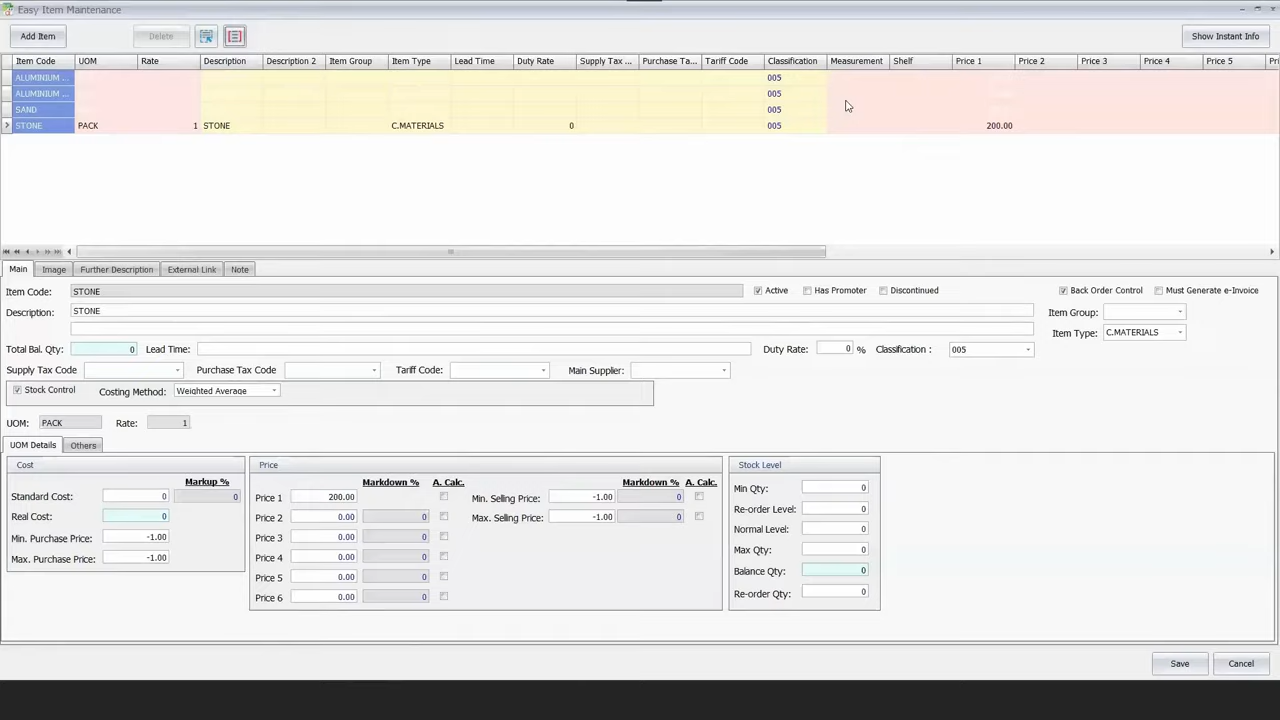 Easy Item Maintenance
Add Item Delete Show Instant Info
Item Code UOM Rate Description Description 2 Item Group Item Type Lead Time Duty Rate Supply Tax ... Purchase Ta... Tariff Code Classification Measurement Shelf Price 1 Price 2 Price 3 Price 4 Price 5 Pri
ALUMINIUM ... 005
ALUMINIUM ... 005
SAND 005
STONE PACK 1 STONE C.MATERIALS 0 005 200.00
Main Image Further Description External Link Note
Item Code: STONE Active Has Promoter Discontinued Back Order Control Must Generate e-Invoice
Description: STONE Item Group:
Item Type: C.MATERIALS
Total Bal. Qty: 0 Lead Time: Duty Rate: 0 % Classification : 005
Supply Tax Code Purchase Tax Code Tariff Code: Main Supplier:
Stock Control Costing Method: Weighted Average
UOM: PACK Rate: 1
UOM Details Others
Cost Price Stock Level
Markup % Markdown % A. Calc. Markdown % A. Calc.
Standard Cost: 0 0 Price 1 200.00 Min. Selling Price: -1.00 0 Min Qty: 0
Real Cost: 0 Price 2 0.00 0 Max. Selling Price: -1.00 0 Re-order Level: 0
Min. Purchase Price: -1.00 Price 3 0.00 0 Normal Level: 0
Max. Purchase Price: -1.00 Price 4 0.00 0 Max Qty: 0
Price 5 0.00 0 Balance Qty: 0
Price 6 0.00 0 Re-order Qty: 0
Save Cancel